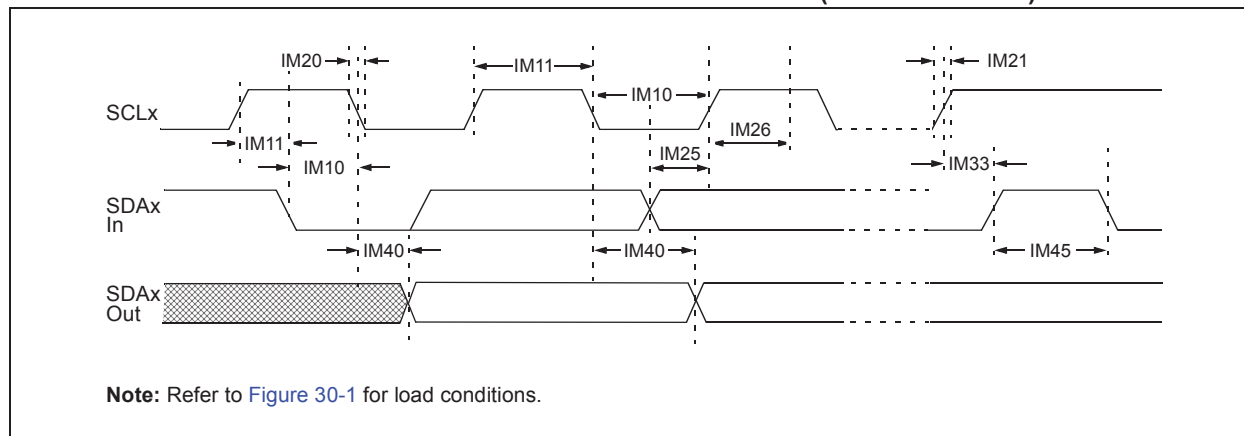 IM20
IM11
IM21
SCLx
IM10
IM11
IM26
IM10
IM25
IM33
SDAx
In
IM40
IM40
IM45
SDAx
Out
Note: Refer to Figure 30-1 for load conditions.